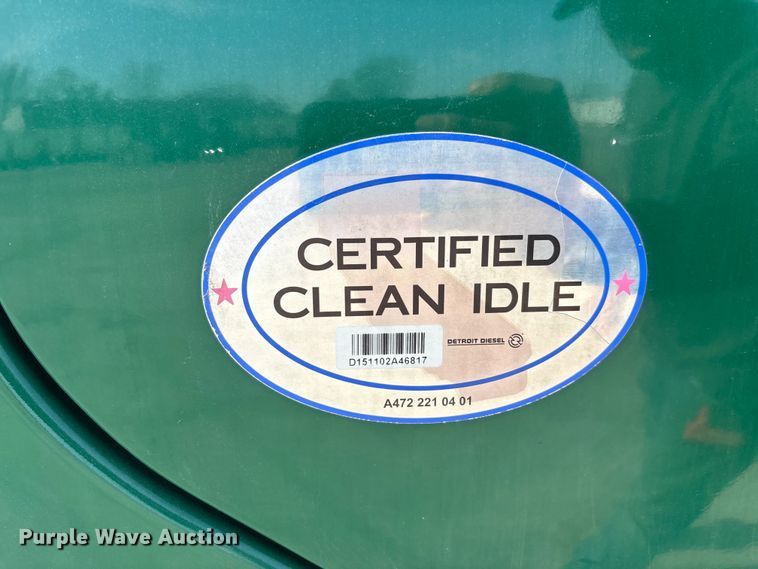 CERTIFIED
CLEAN IDLE
D151102A46817
DETROIT DIESEL
A472 221 04 01
Purple Wave Auction